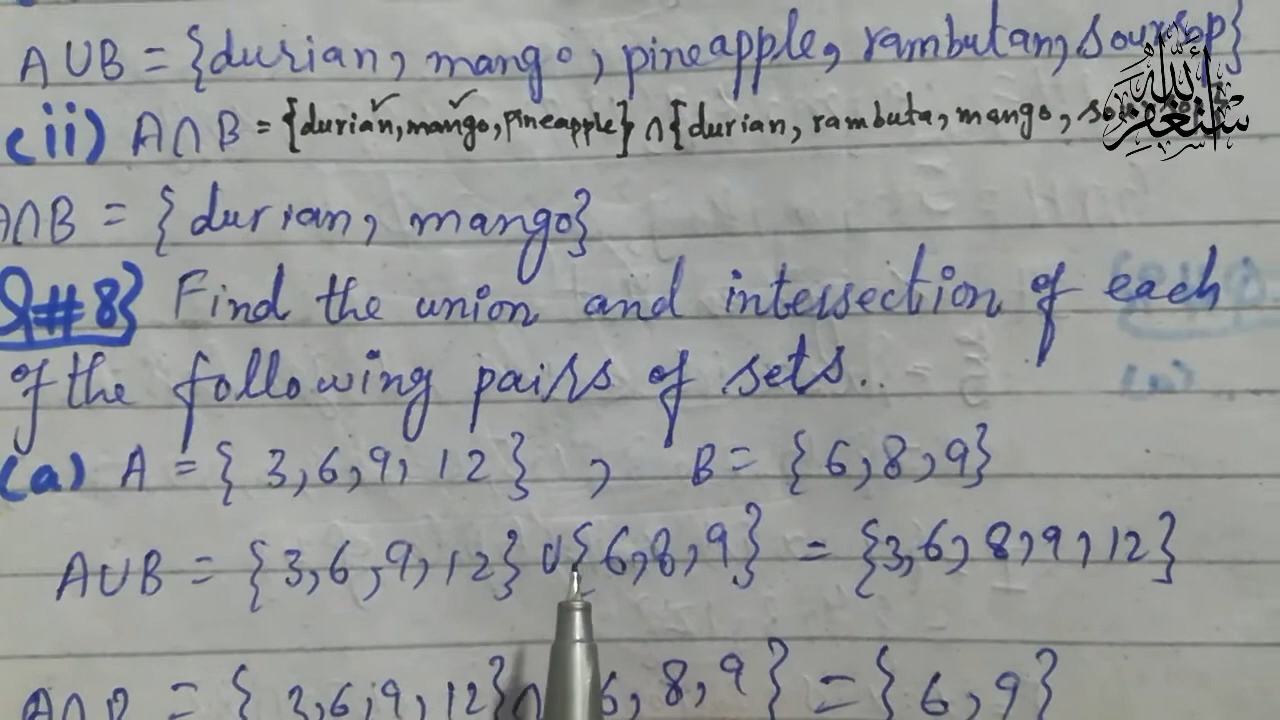 A∪B = {durian, mango, pineapple, rambutan, soursop}
(ii) A∩B = {durian, mango, pineapple} ∩ {durian, rambuta, mango,
A∩B = {durian, mango}
Q#8} Find the union and intersection of each
of the following pairs of sets..
(a) A = { 3,6,9, 12 } , B = {6,8,9}
A∪B = {3,6,9,12} ∪{6,8,9} = {3,6,8,9,12}
A∩B = { 3,6,9,12}∩ 6,8,9 } = {6,9}